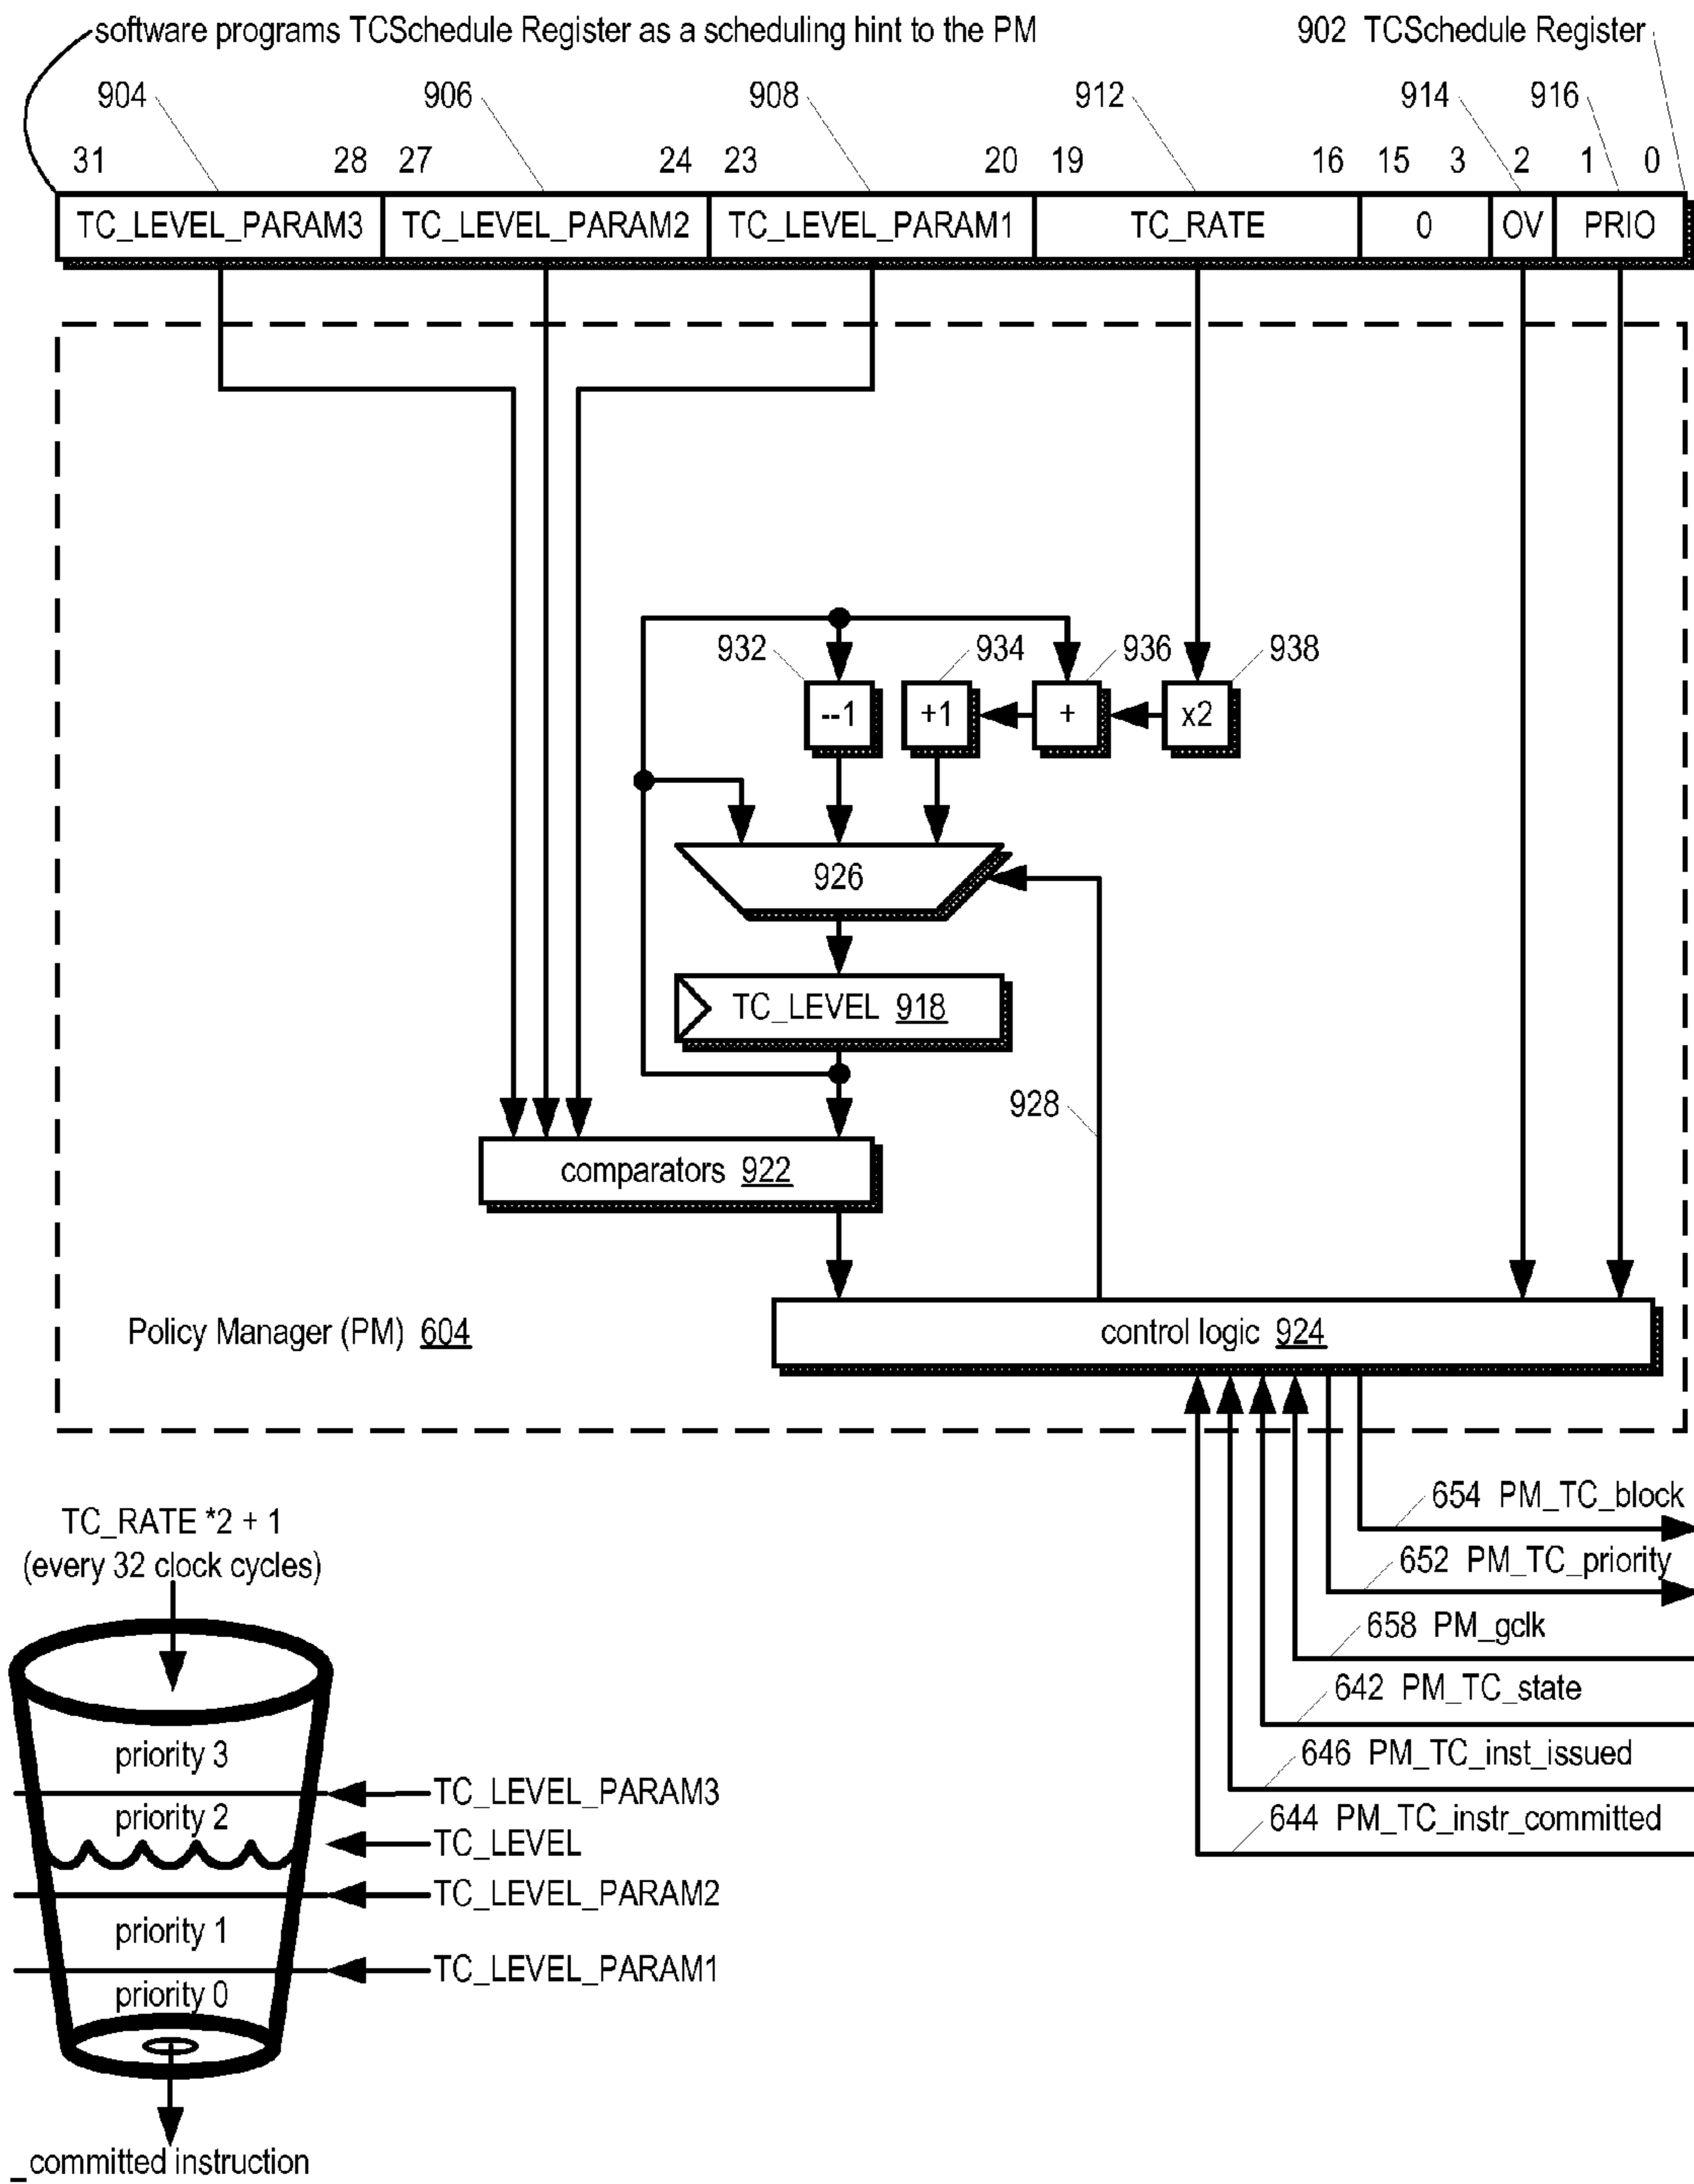 software programs TCSchedule Register as a scheduling hint to the PM
902 TCSchedule Register
904 906 908 912 914 916
31 28 27 24 23 20 19 16 15 3 2 1 0
TC_LEVEL_PARAM3 TC_LEVEL_PARAM2 TC_LEVEL_PARAM1 TC_RATE 0 OV PRIO
932 934 936 938
--1 +1 + x2
926
TC_LEVEL 918
928
comparators 922
Policy Manager (PM) 604
control logic 924
654 PM_TC_block
652 PM_TC_priority
658 PM_gclk
642 PM_TC_state
646 PM_TC_inst_issued
644 PM_TC_instr_committed
TC_RATE *2 + 1
(every 32 clock cycles)
priority 3
TC_LEVEL_PARAM3
priority 2
TC_LEVEL
TC_LEVEL_PARAM2
priority 1
TC_LEVEL_PARAM1
priority 0
_committed instruction